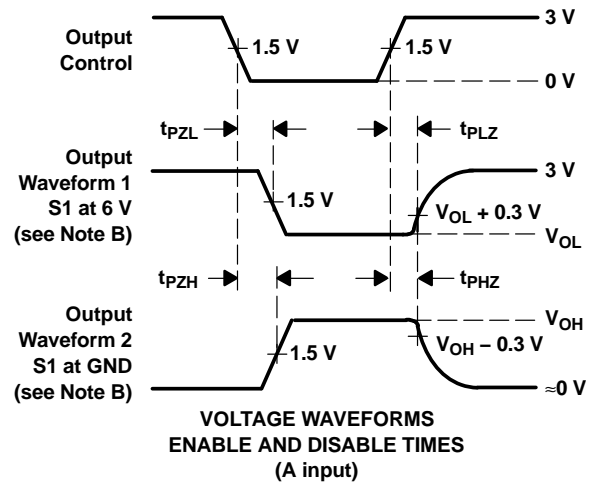 Output
Control
1.5 V
1.5 V
3 V
0 V
tPZL
tPLZ
Output
Waveform 1
S1 at 6 V
(see Note B)
1.5 V
3 V
VOL + 0.3 V
VOL
tPZH
tPHZ
Output
Waveform 2
S1 at GND
(see Note B)
1.5 V
VOH
VOH – 0.3 V
≈0 V
VOLTAGE WAVEFORMS
ENABLE AND DISABLE TIMES
(A input)